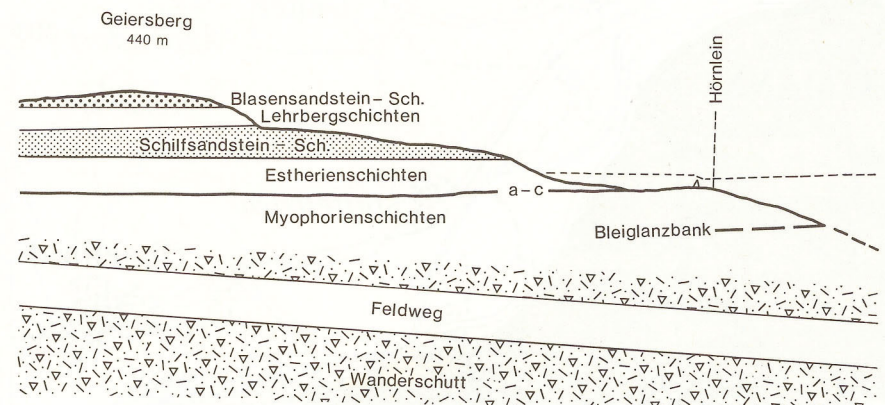 Geiersberg
440 m
Hörnlein
Blasensandstein – Sch.
Lehrbergschichten
Schilfsandstein – Sch.
Estherienschichten
a – c
Myophorienschichten
Bleiglanzbank
Feldweg
Wanderschutt